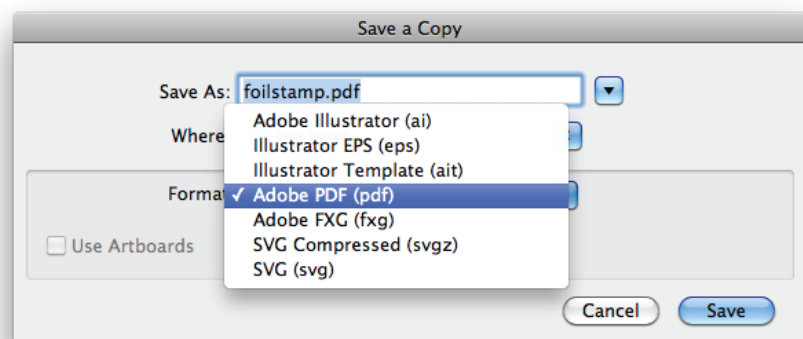 Save a Copy
Save As: foilstamp.pdf
Adobe Illustrator (ai)
Where
Illustrator EPS (eps)
Illustrator Template (ait)
Format ✓ Adobe PDF (pdf)
Adobe FXG (fxg)
Use Artboards
SVG Compressed (svgz)
SVG (svg)
Cancel Save